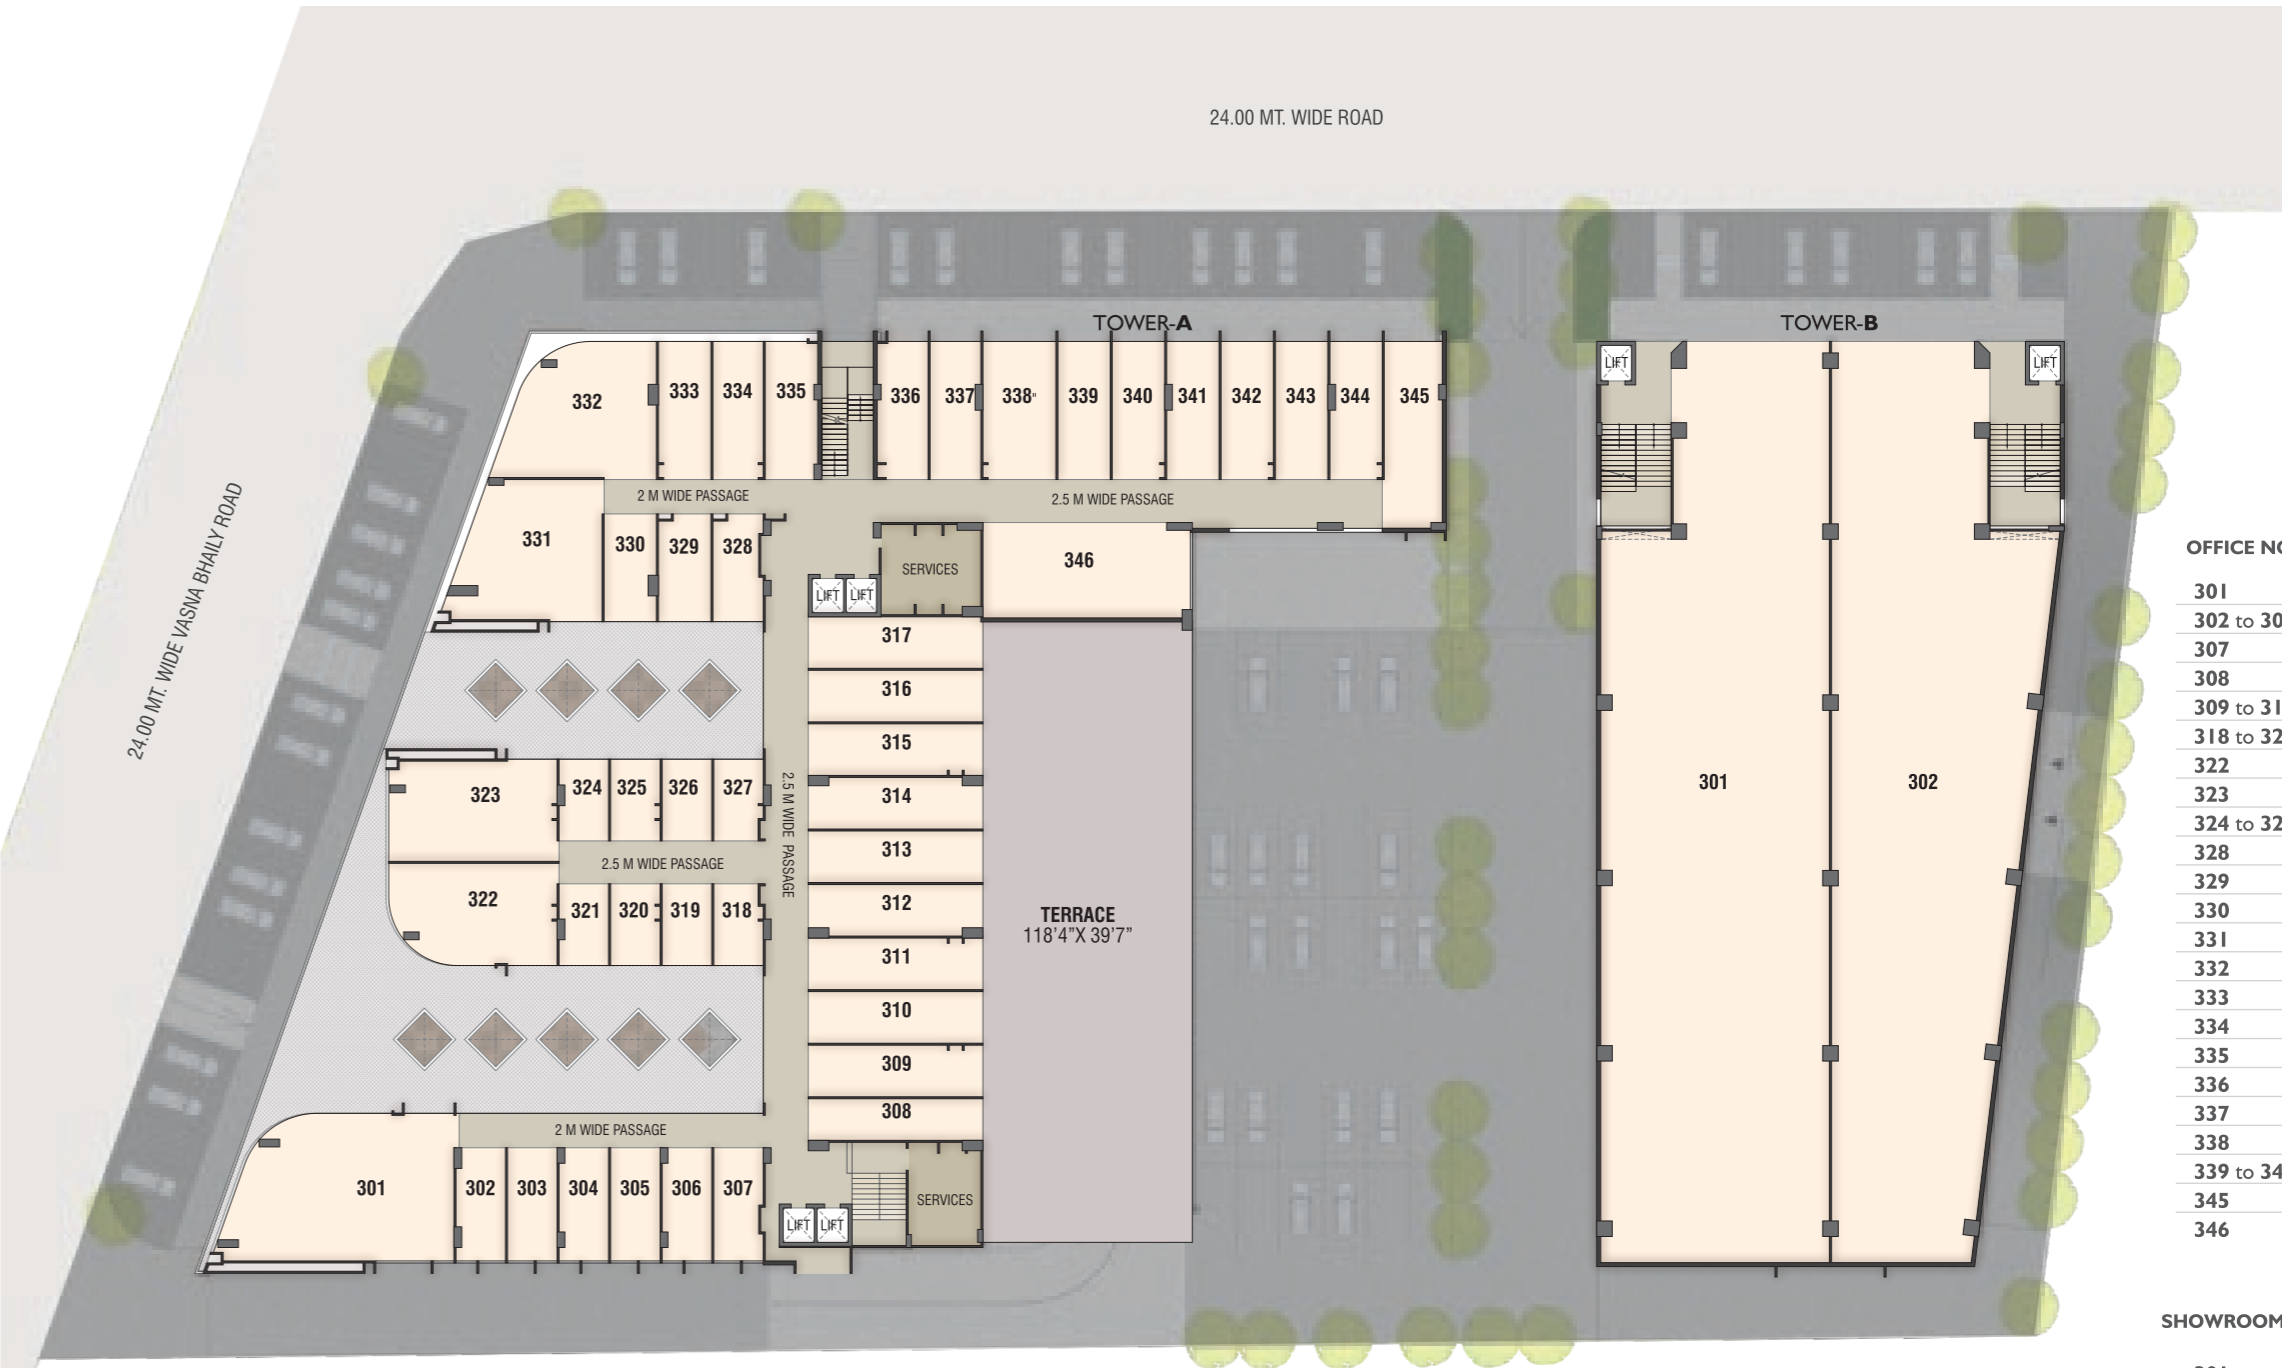 24.00 MT. WIDE ROAD
24.00 MT. WIDE VASNA BHAILY ROAD
TOWER-A
TOWER-B
LIFT
LIFT
332
333
334
335
336
337
338"
339
340
341
342
343
344
345
2 M WIDE PASSAGE
2.5 M WIDE PASSAGE
331
330
329
328
SERVICES
346
LIFT
LIFT
317
316
315
314
313
312
311
310
309
308
323
324
325
326
327
2.5 M WIDE PASSAGE
2.5 M WIDE PASSAGE
322
321
320
319
318
TERRACE
118'4"X 39'7"
301
302
2 M WIDE PASSAGE
301
302
303
304
305
306
307
LIFT
LIFT
SERVICES
OFFICE NO
301
302 to 30
307
308
309 to 31
318 to 32
322
323
324 to 32
328
329
330
331
332
333
334
335
336
337
338
339 to 34
345
346
SHOWROOM